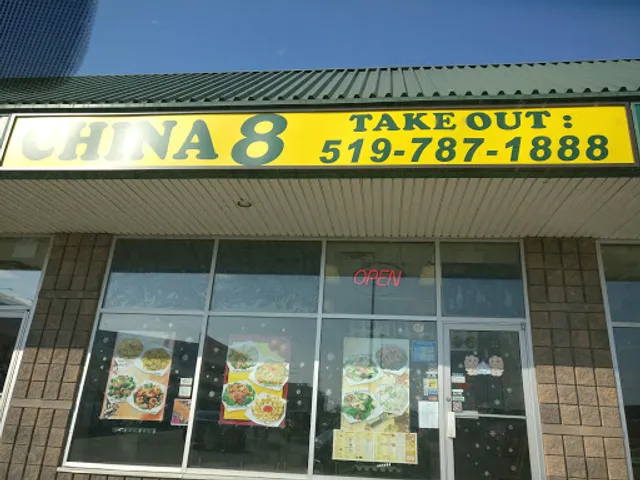 CHINA 8
TAKE OUT :
519-787-1888
OPEN